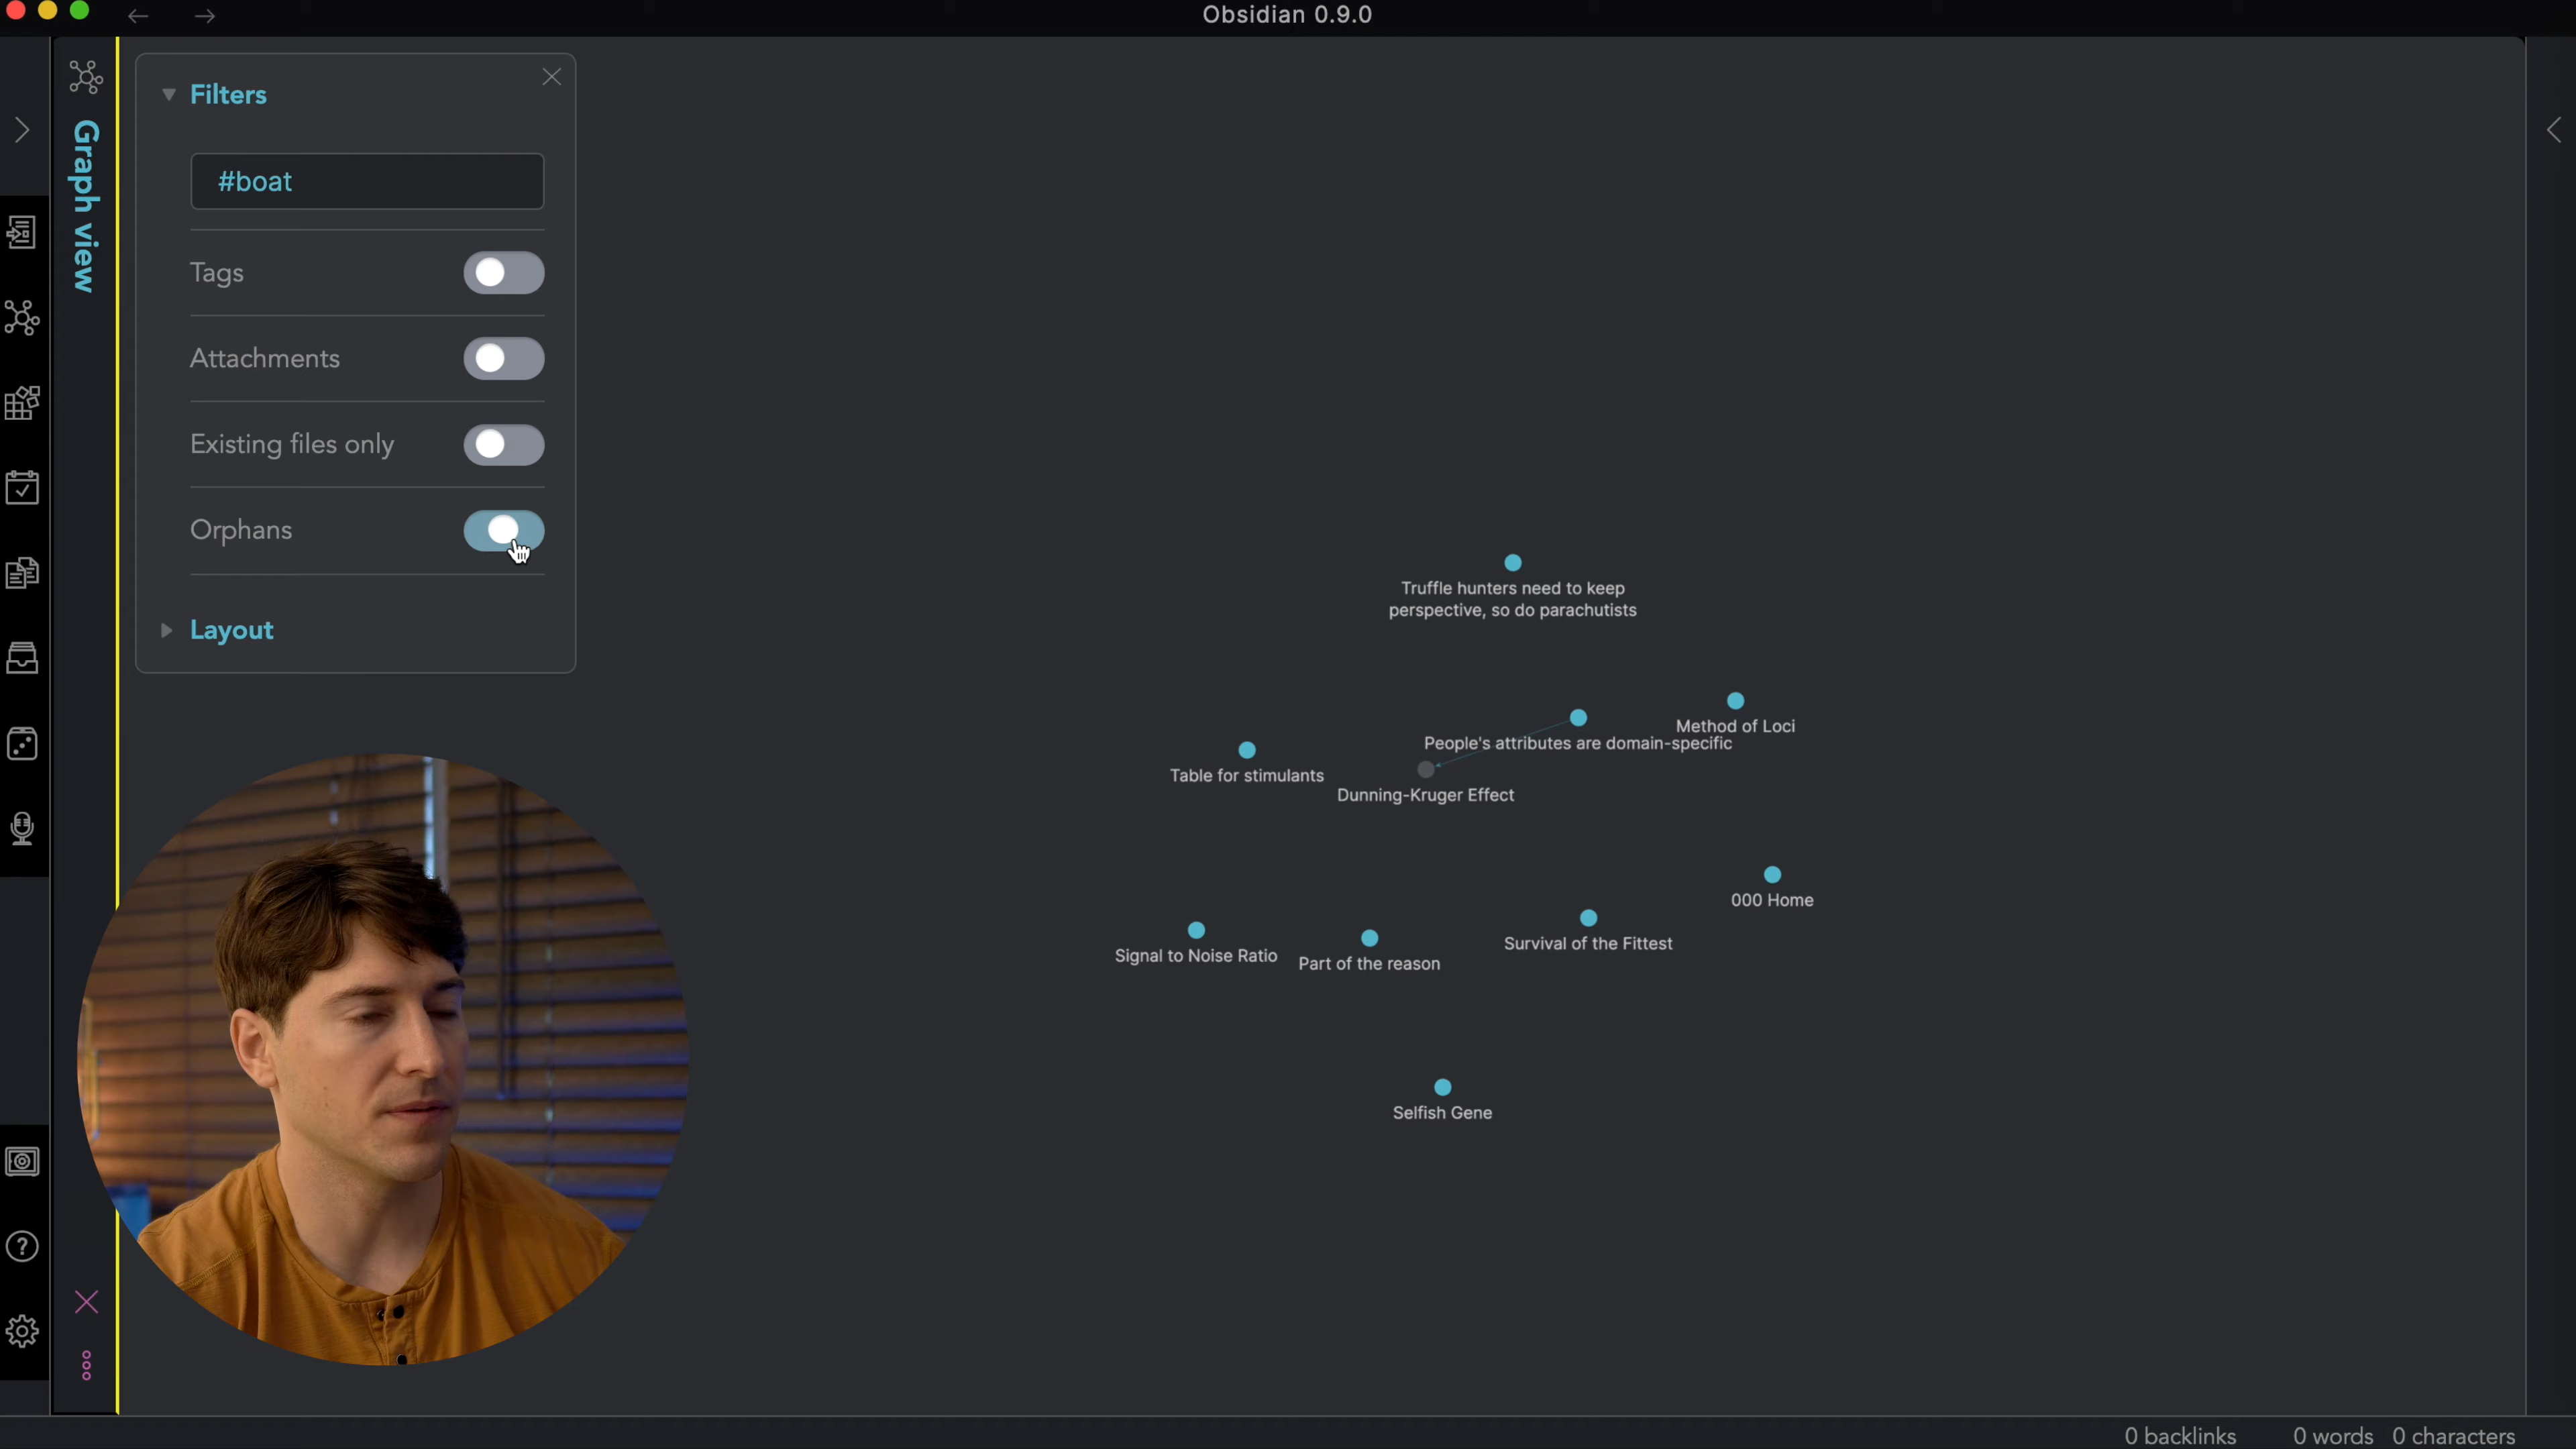 Obsidian 0.9.0
Graph view
Filters
#boat
Tags
Attachments
Existing files only
Orphans
Layout
Truffle hunters need to keep
perspective, so do parachutists
Method of Loci
People's attributes are domain-specific
Table for stimulants
Dunning-Kruger Effect
000 Home
Survival of the Fittest
Signal to Noise Ratio
Part of the reason
Selfish Gene
0 backlinks 0 words 0 characters